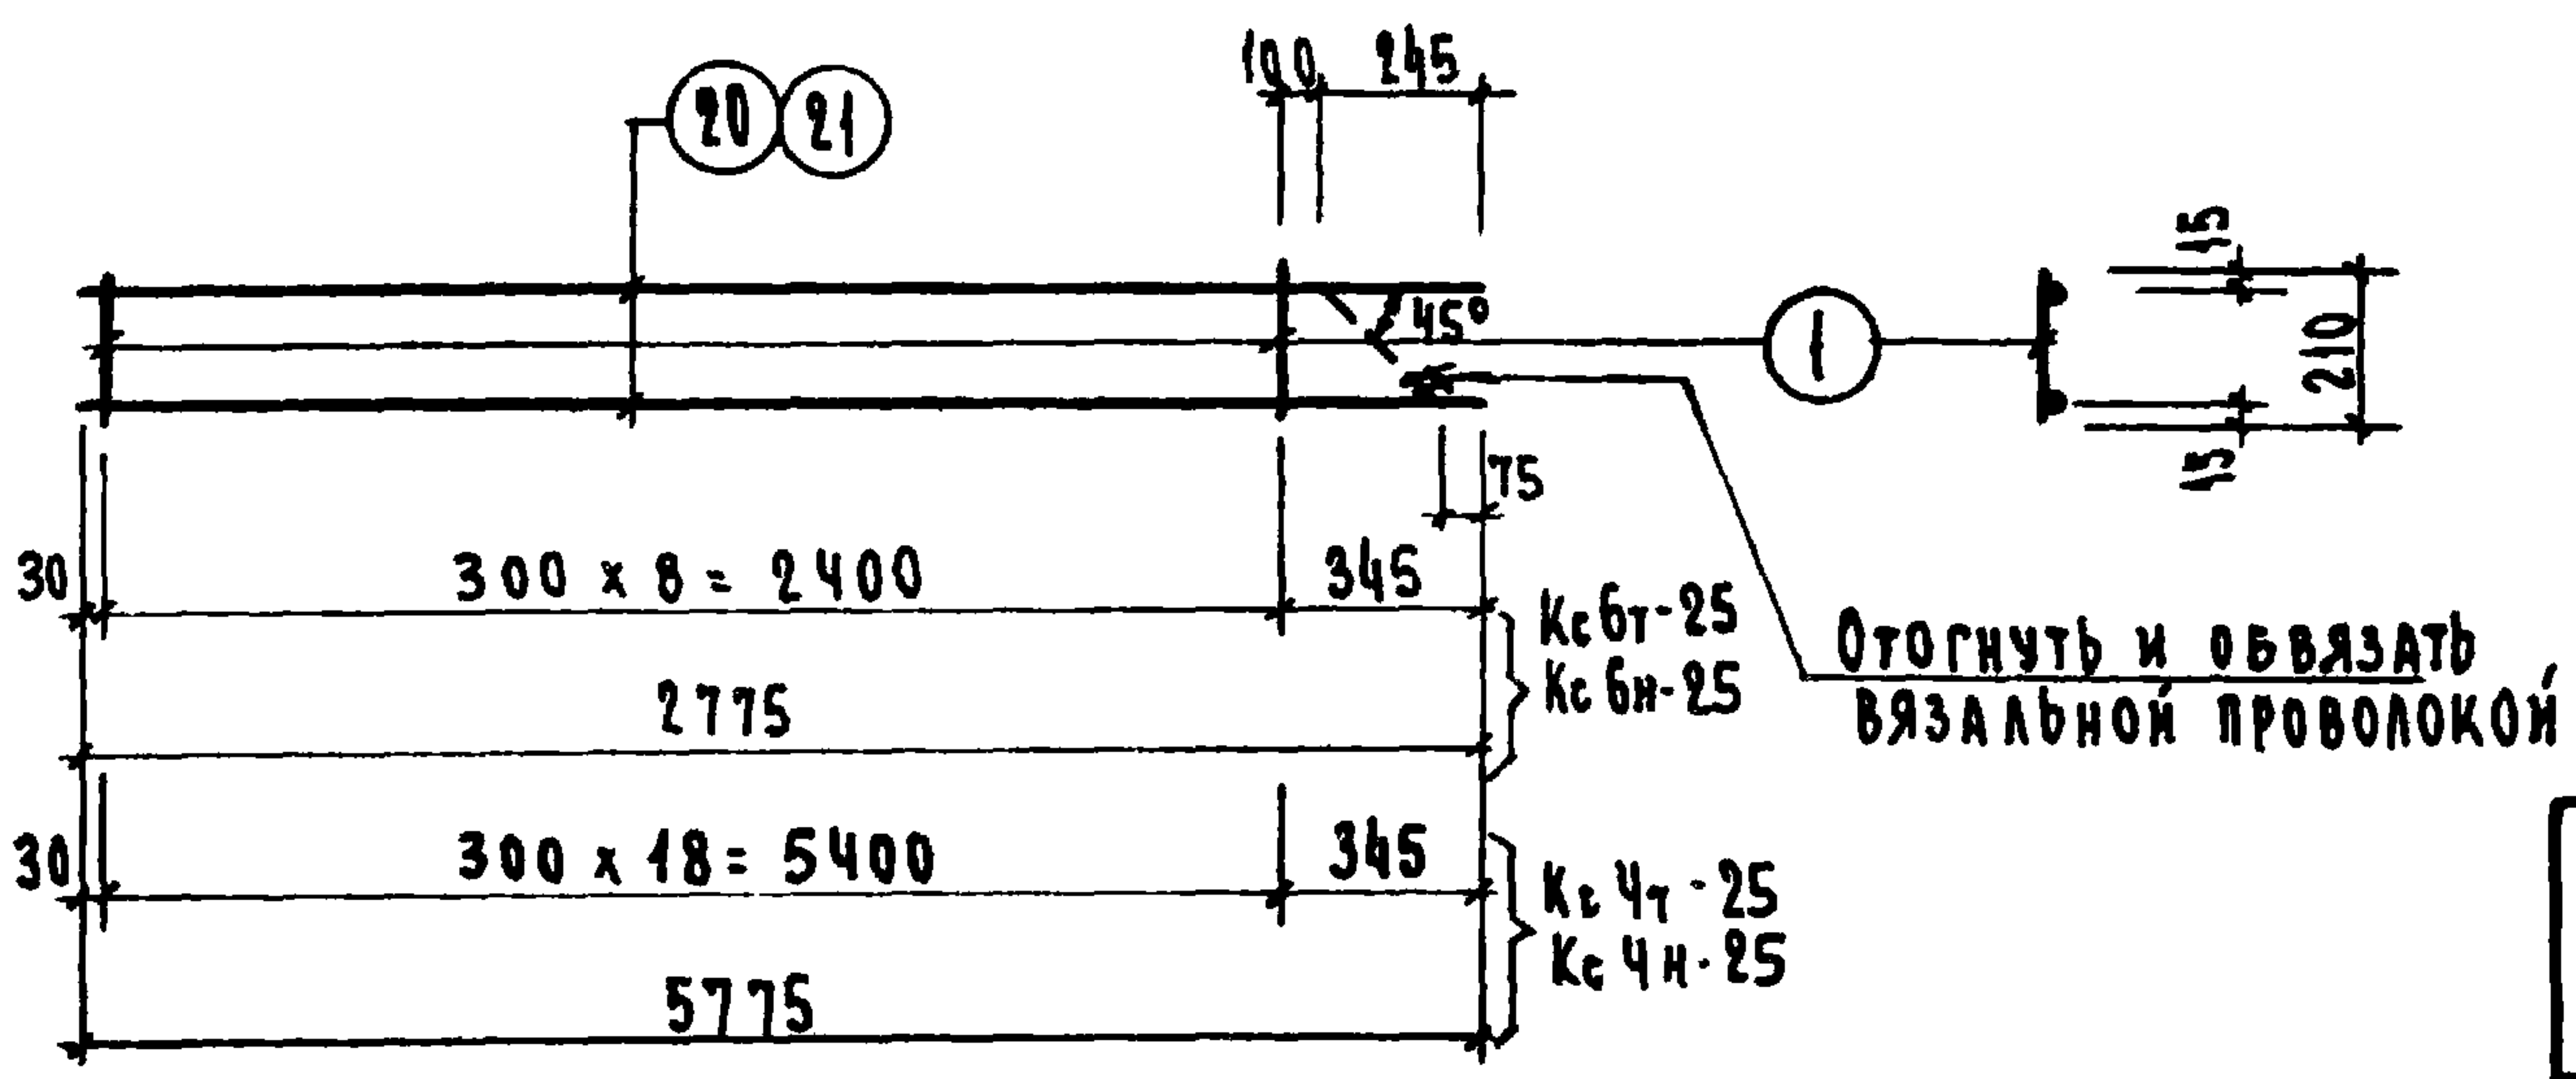 100 245
20 21
15
45°
1
210
15
75
30 300 x 8 = 2400 345
Кс 6т-25
Кс 6н-25
Отогнуть и обвязать
вязальной проволокой
2775
30 300 x 18 = 5400 345
Кс 4т-25
Кс 4н-25
5775